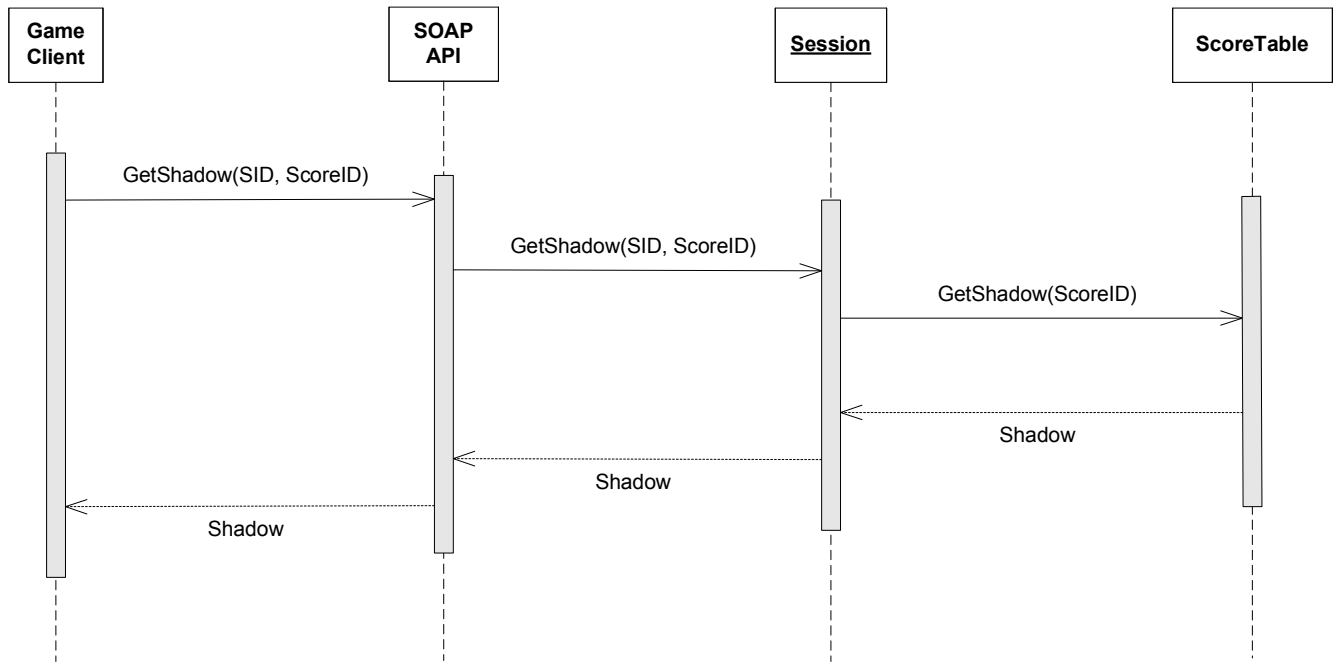 Game
Client
SOAP
API
Session
ScoreTable
GetShadow(SID, ScoreID)
GetShadow(SID, ScoreID)
GetShadow(ScoreID)
Shadow
Shadow
Shadow